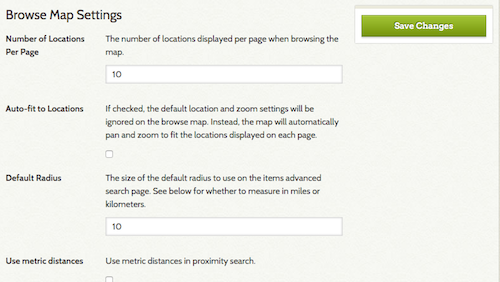 Browse Map Settings
Save Changes
Number of Locations
Per Page
The number of locations displayed per page when browsing the
map.
10
Auto-fit to Locations
If checked, the default location and zoom settings will be
ignored on the browse map. Instead, the map will automatically
pan and zoom to fit the locations displayed on each page.
Default Radius
The size of the default radius to use on the items advanced
search page. See below for whether to measure in miles or
kilometers.
10
Use metric distances
Use metric distances in proximity search.